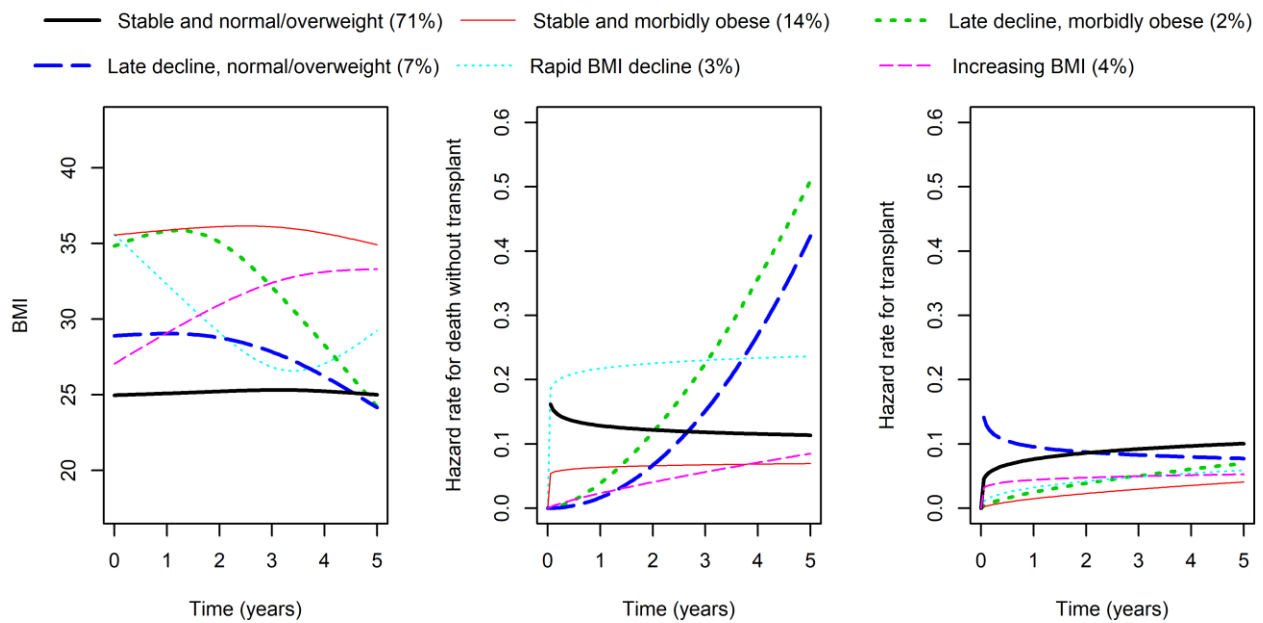 Stable and normal/overweight (71%) Stable and morbidly obese (14%) Late decline, morbidly obese (2%)
Late decline, normal/overweight (7%) Rapid BMI decline (3%) Increasing BMI (4%)
BMI
40
35
30
25
20
0 1 2 3 4 5
Time (years)
Hazard rate for death without transplant
0.6
0.5
0.4
0.3
0.2
0.1
0.0
0 1 2 3 4 5
Time (years)
Hazard rate for transplant
0.6
0.5
0.4
0.3
0.2
0.1
0.0
0 1 2 3 4 5
Time (years)